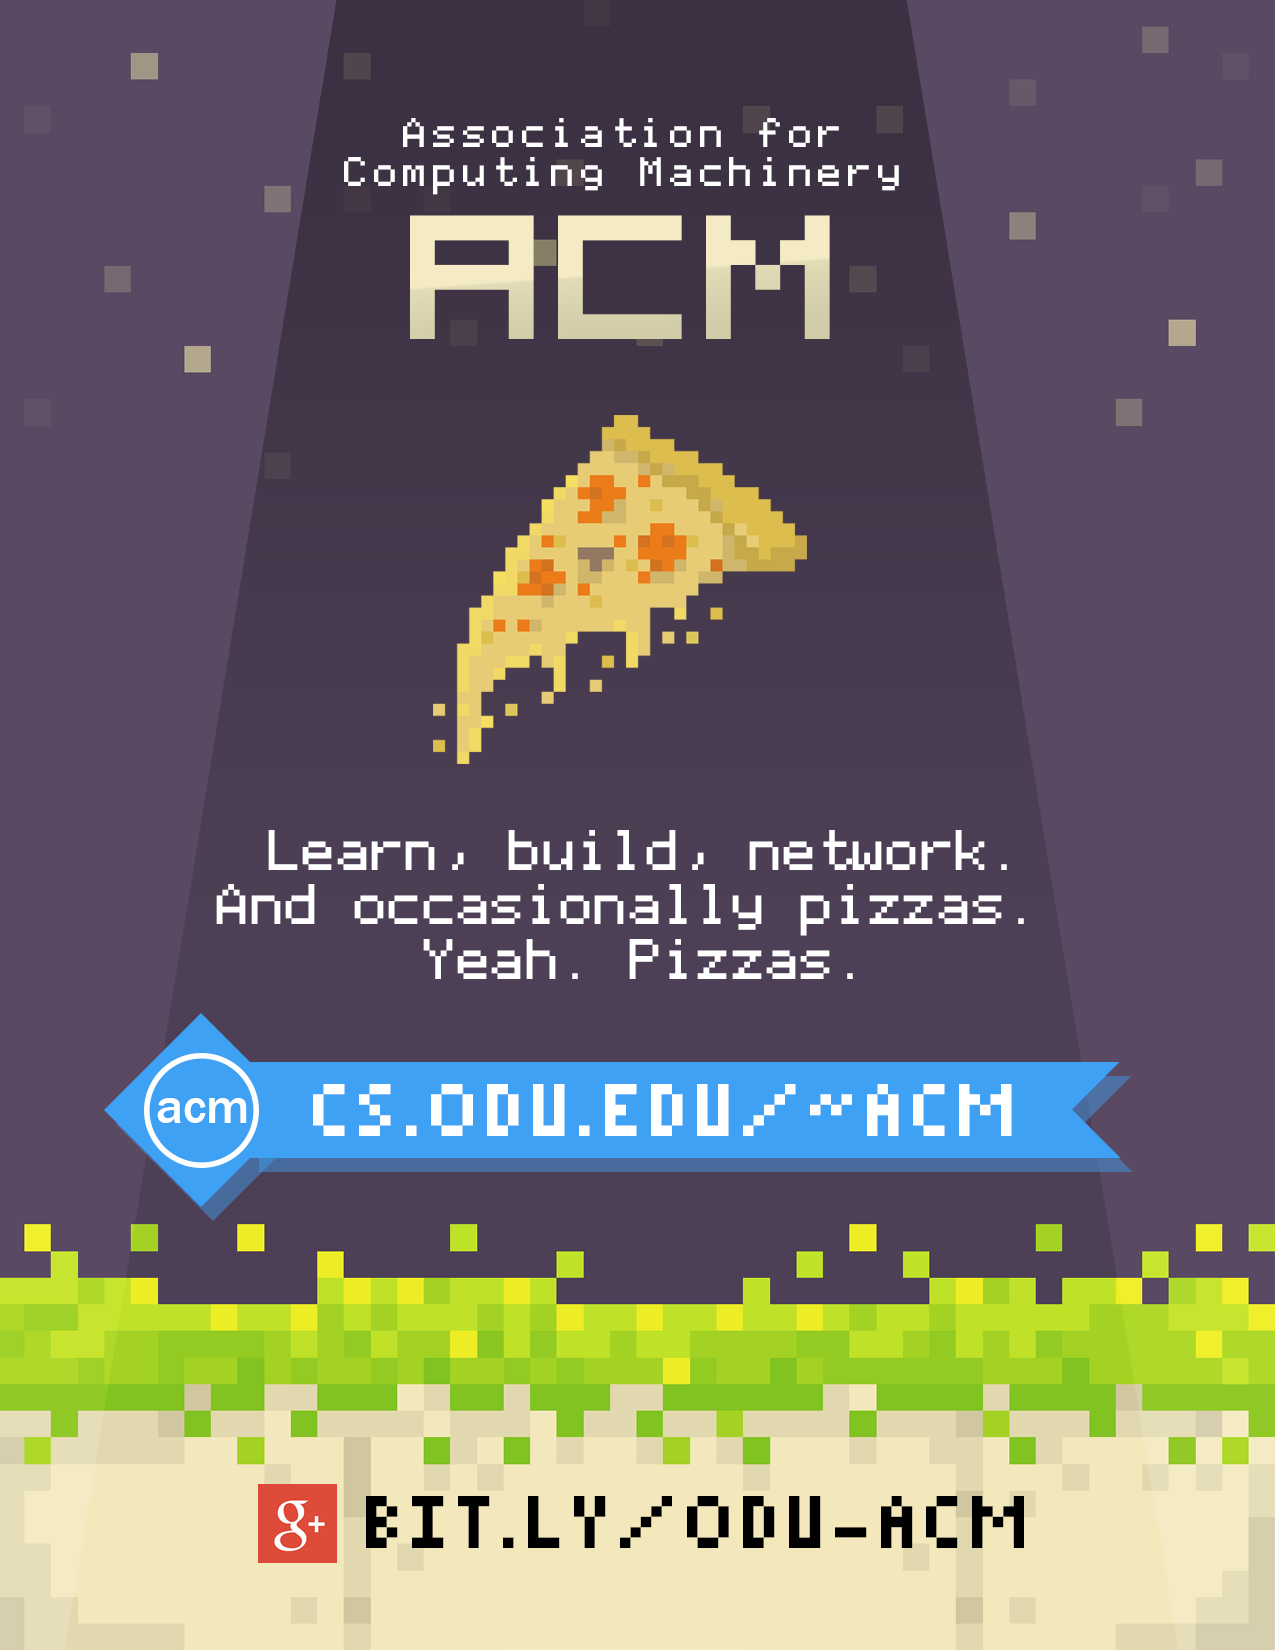 Association for
Computing Machinery
ACM
Learn, build, network.
And occasionally pizzas.
Yeah. Pizzas.
acm
CS.ODU.EDU/~ACM
g+
BIT.LY/ODU-ACM